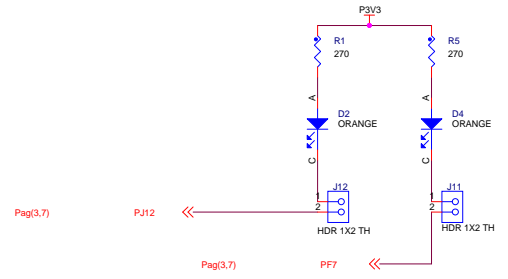 P3V3
R1
270
R5
270
A
A
D2
ORANGE
D4
ORANGE
C
C
J12
J11
1
2
1
2
HDR 1X2 TH
HDR 1X2 TH
Pag(3,7)
PJ12
Pag(3,7)
PF7